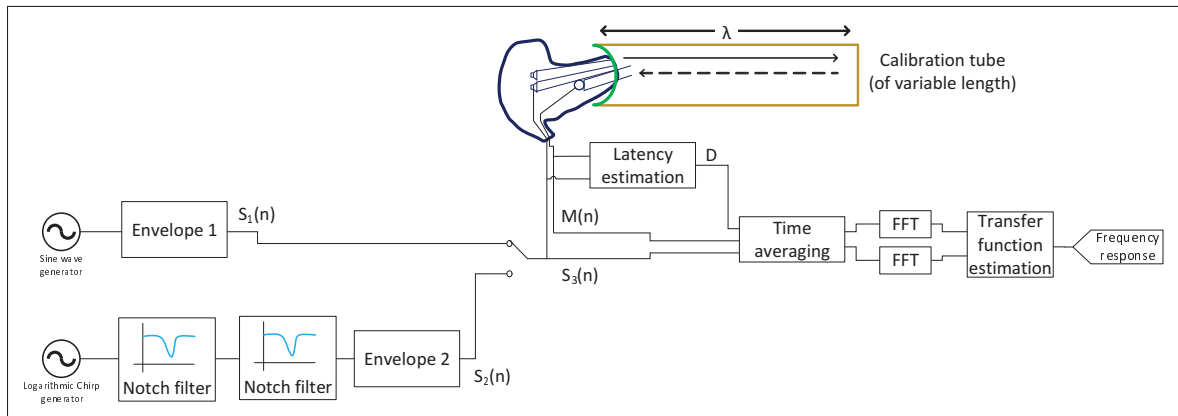 λ
Calibration tube
(of variable length)
Latency
estimation
D
M(n)
S₁(n)
Envelope 1
Sine wave
generator
Time
averaging
FFT
FFT
Transfer
function
estimation
Frequency
response
S₃(n)
Notch filter
Notch filter
Envelope 2
S₂(n)
Logarithmic Chirp
generator